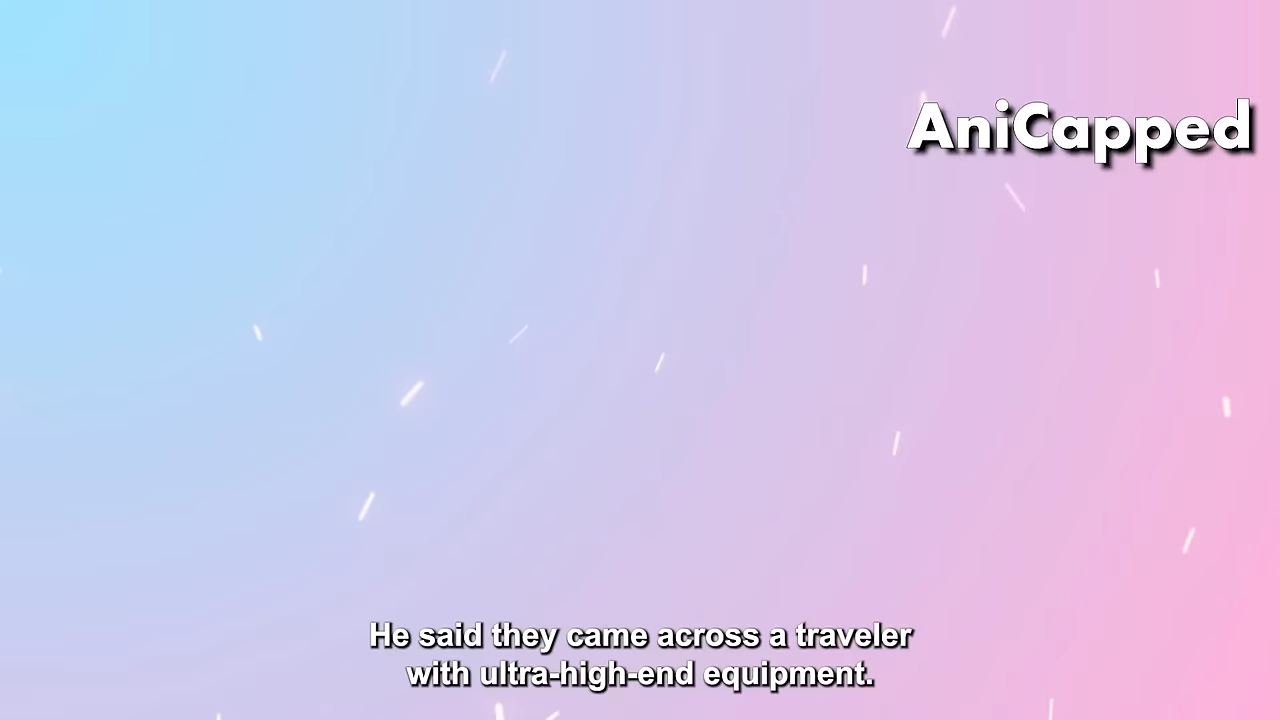 AniCapped
He said they came across a traveler
with ultra-high-end equipment.